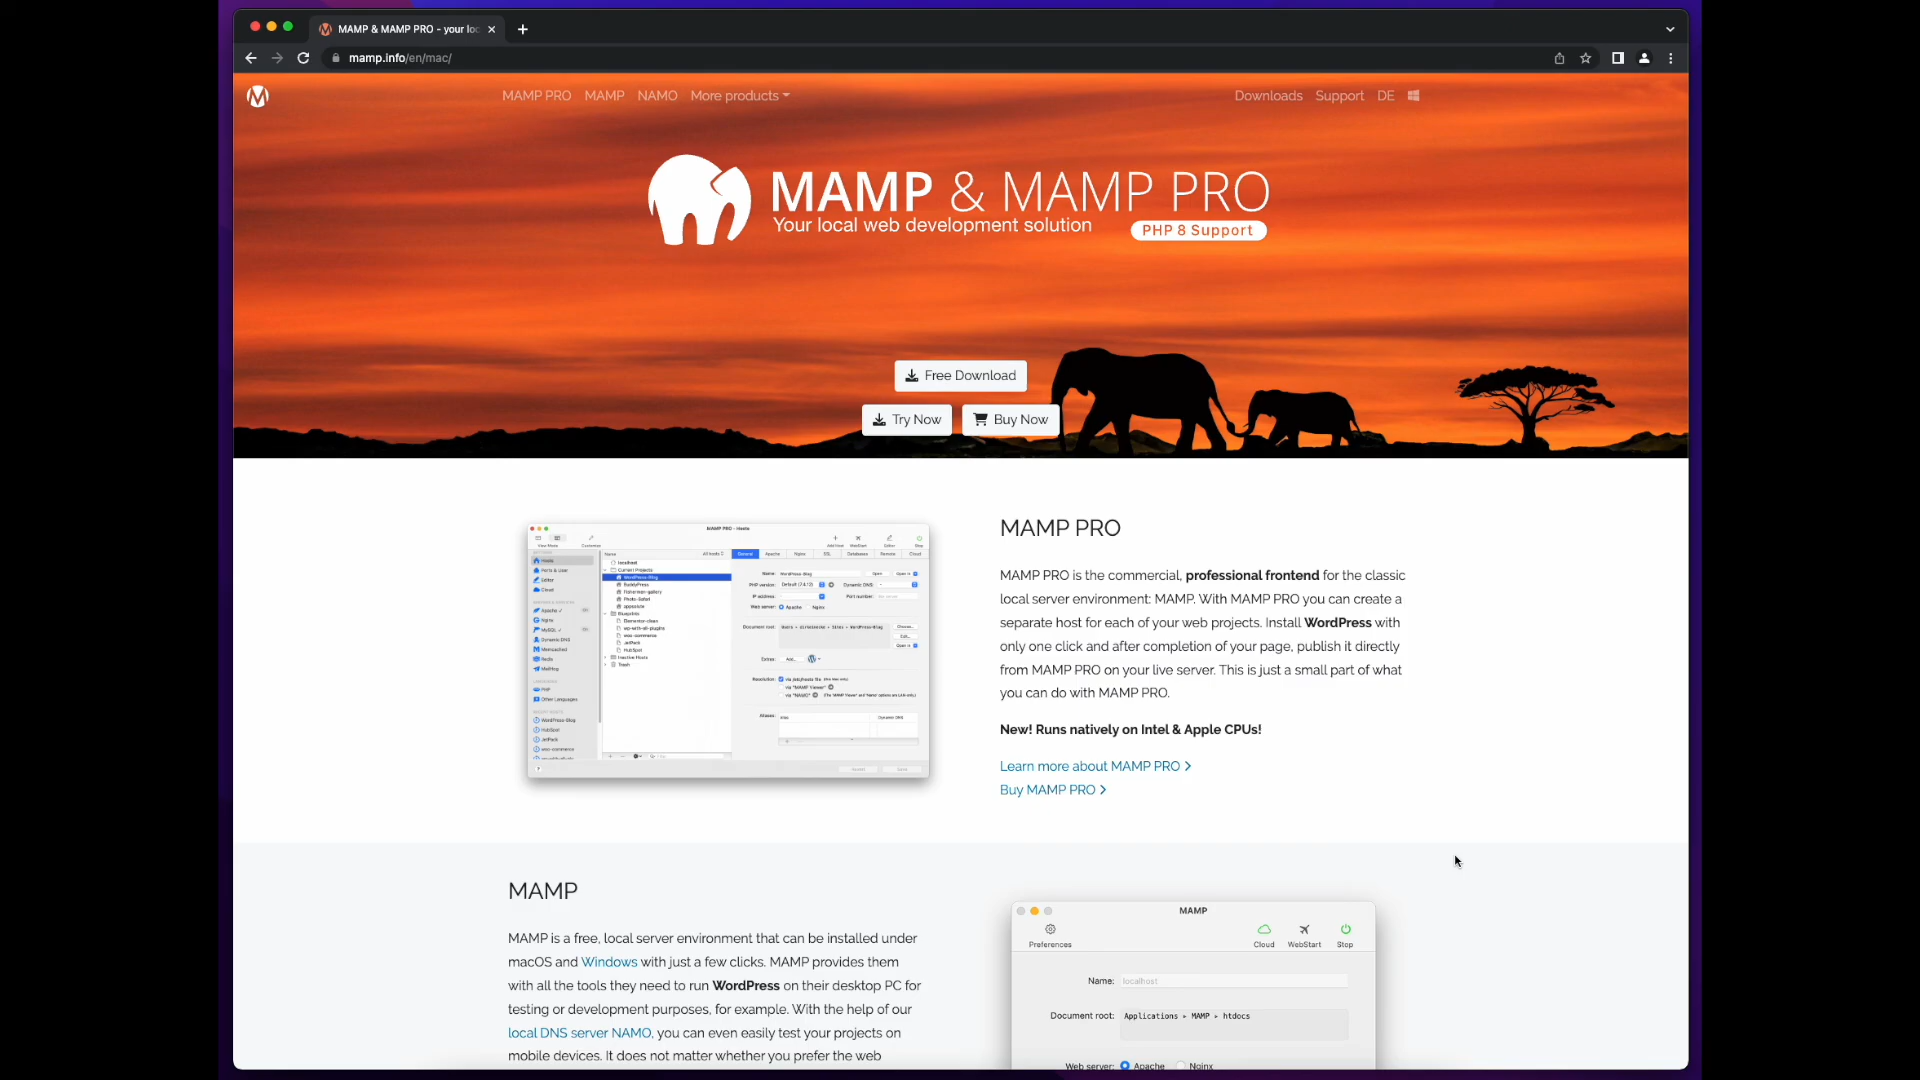 MAMP & MAMP PRO - your loc
mamp.info/en/mac/
MAMP PRO MAMP NAMO More products
Downloads Support DE
MAMP & MAMP PRO
Your local web development solution
PHP 8 Support
Free Download
Try Now
Buy Now
MAMP PRO - Hosts
MAMP PRO
MAMP PRO is the commercial, professional frontend for the classic
local server environment: MAMP. With MAMP PRO you can create a
separate host for each of your web projects. Install WordPress with
only one click and after completion of your page, publish it directly
from MAMP PRO on your live server. This is just a small part of what
you can do with MAMP PRO.
New! Runs natively on Intel & Apple CPUs!
Learn more about MAMP PRO
Buy MAMP PRO
MAMP
MAMP is a free, local server environment that can be installed under
macOS and Windows with just a few clicks. MAMP provides them
with all the tools they need to run WordPress on their desktop PC for
testing or development purposes, for example. With the help of our
local DNS server NAMO, you can even easily test your projects on
mobile devices. It does not matter whether you prefer the web
MAMP
Preferences
Cloud WebStart Stop
Name: localhost
Document root: Applications ▸ MAMP ▸ htdocs
Web server: Apache Nginx